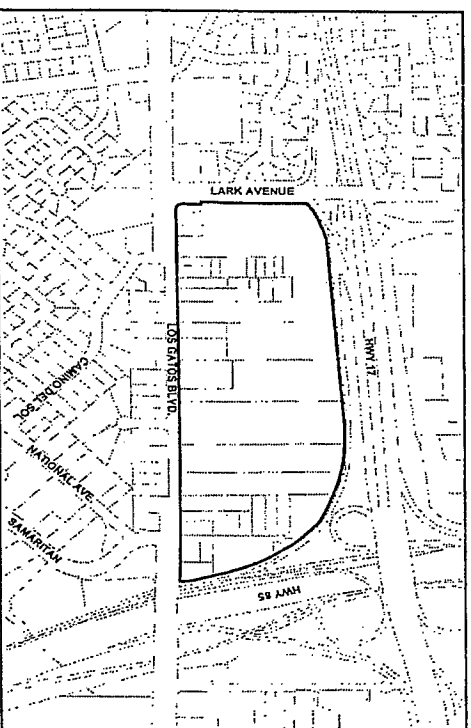 LARK AVENUE
LOS GATOS BLVD.
HWY 17
CAMINO DEL SOL
NATIONAL AVE
SAMARITAN
HWY 85